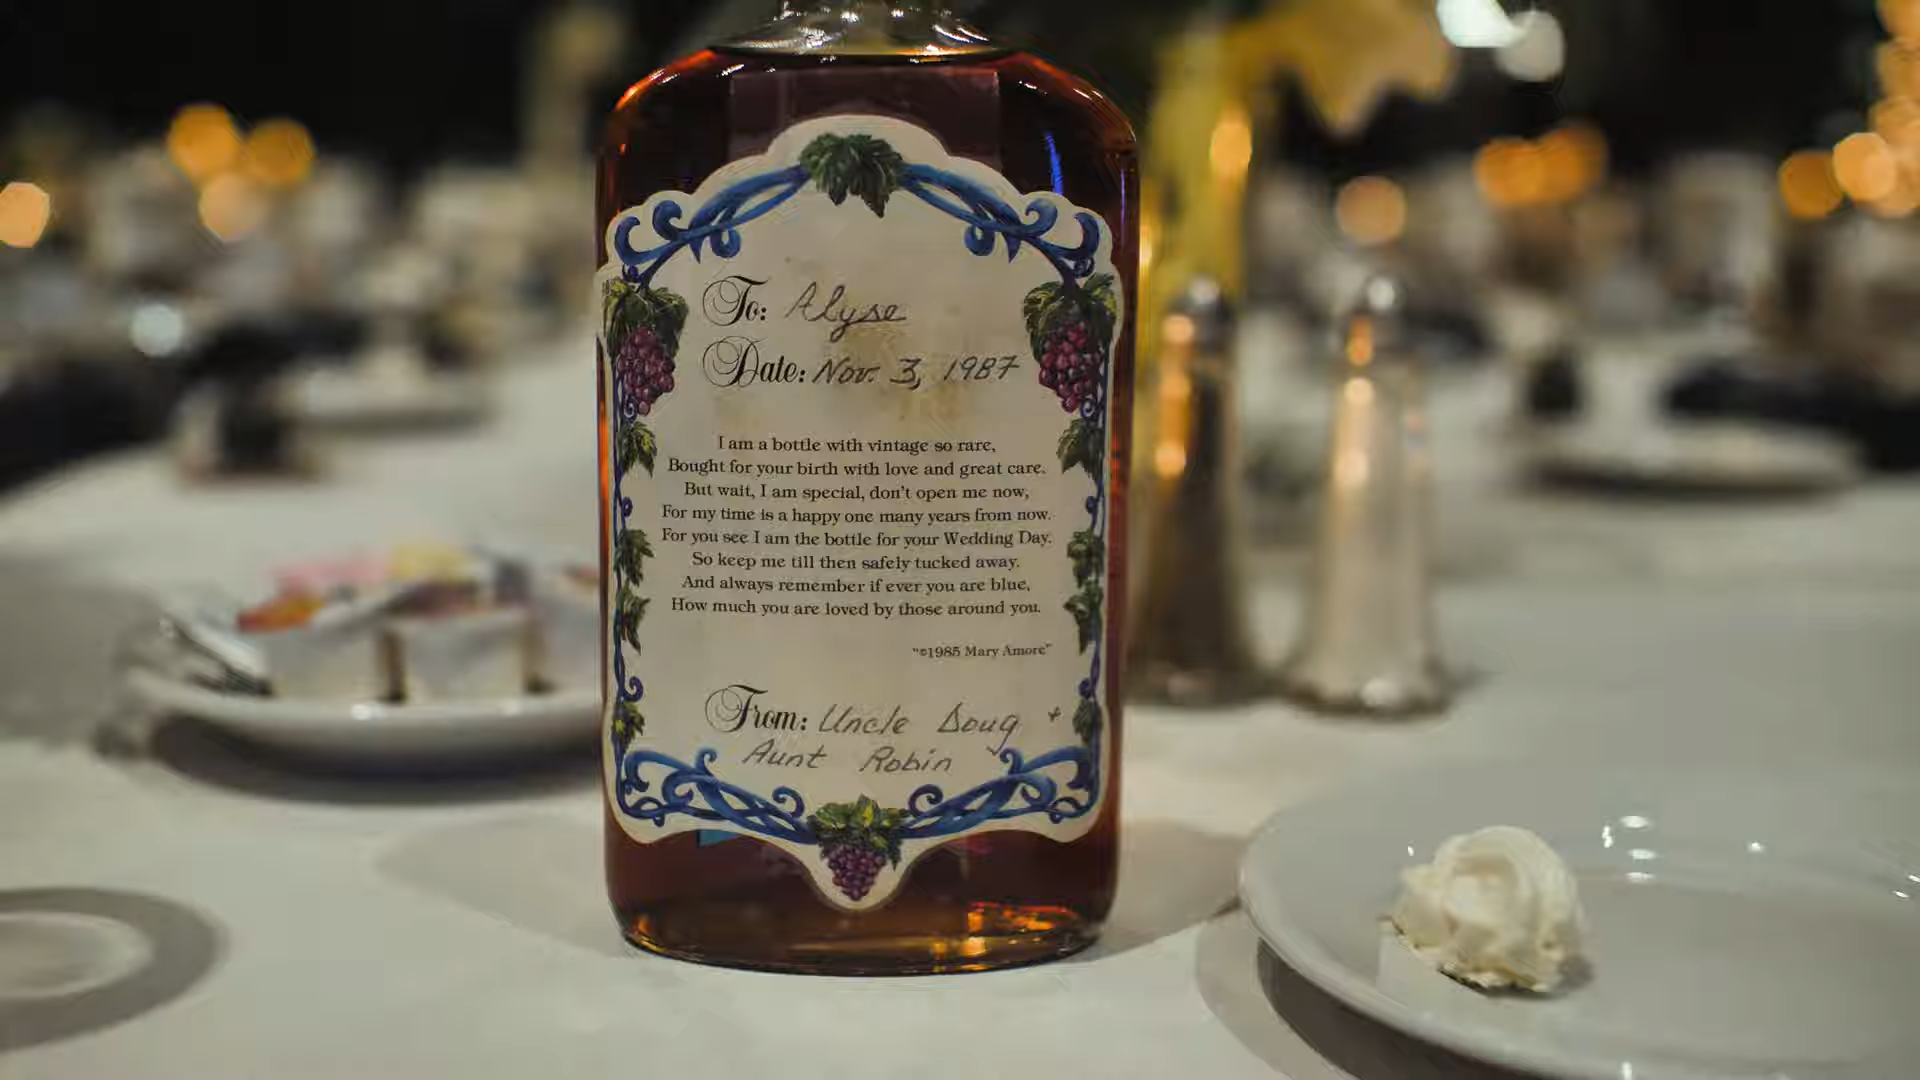 To: Alyse
Date: Nov. 3, 1987
I am a bottle with vintage so rare,
Bought for your birth with love and great care.
But wait, I am special, don't open me now,
For my time is a happy one many years from now.
For you see I am the bottle for your Wedding Day.
So keep me till then safely tucked away.
And always remember if ever you are blue,
How much you are loved by those around you.
"©1985 Mary Amore"
From: Uncle Doug +
Aunt Robin